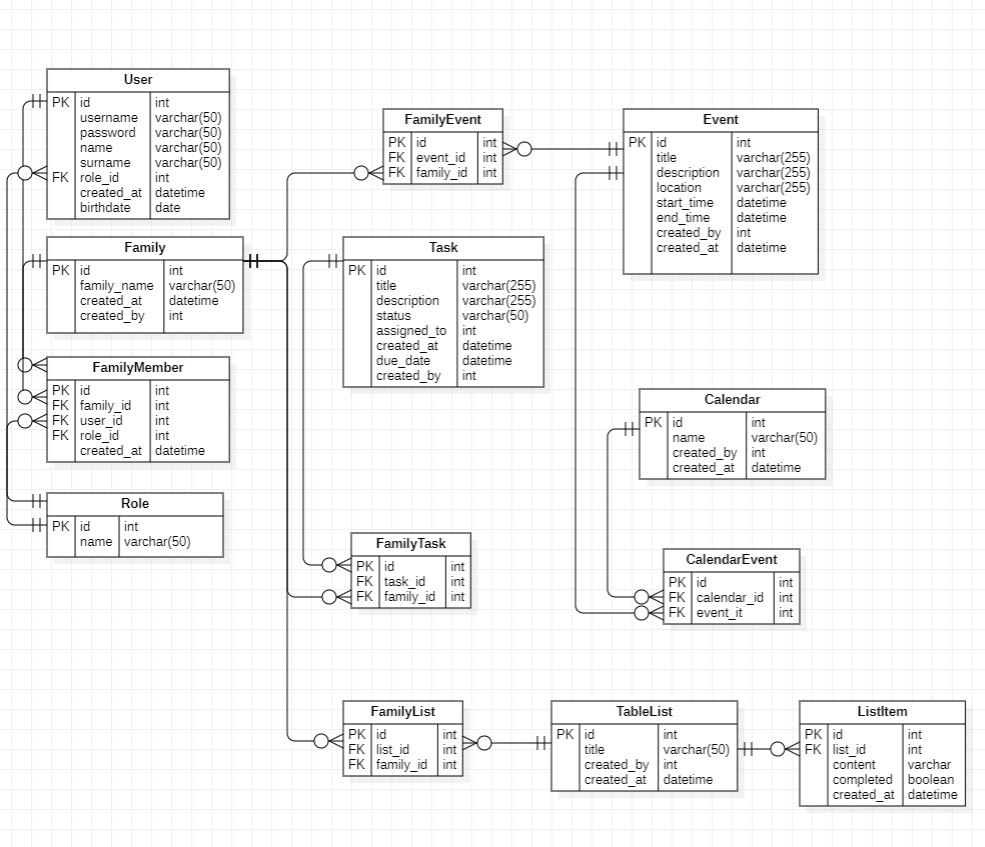 User
PK id int
username varchar(50)
password varchar(50)
name varchar(50)
surname varchar(50)
FK role_id int
created_at datetime
birthdate date
Family
PK id int
family_name varchar(50)
created_at datetime
created_by int
FamilyMember
PK id int
FK family_id int
FK user_id int
FK role_id int
created_at datetime
Role
PK id int
name varchar(50)
FamilyEvent
PK id int
FK event_id int
FK family_id int
Task
PK id int
title varchar(255)
description varchar(255)
status varchar(50)
assigned_to int
created_at datetime
due_date datetime
created_by int
FamilyTask
PK id int
FK task_id int
FK family_id int
FamilyList
PK id int
FK list_id int
FK family_id int
Event
PK id int
title varchar(255)
description varchar(255)
location varchar(255)
start_time datetime
end_time datetime
created_by int
created_at datetime
Calendar
PK id int
name varchar(50)
created_by int
created_at datetime
CalendarEvent
PK id int
FK calendar_id int
FK event_it int
TableList
PK id int
title varchar(50)
created_by int
created_at datetime
ListItem
PK id int
FK list_id int
content varchar
completed boolean
created_at datetime